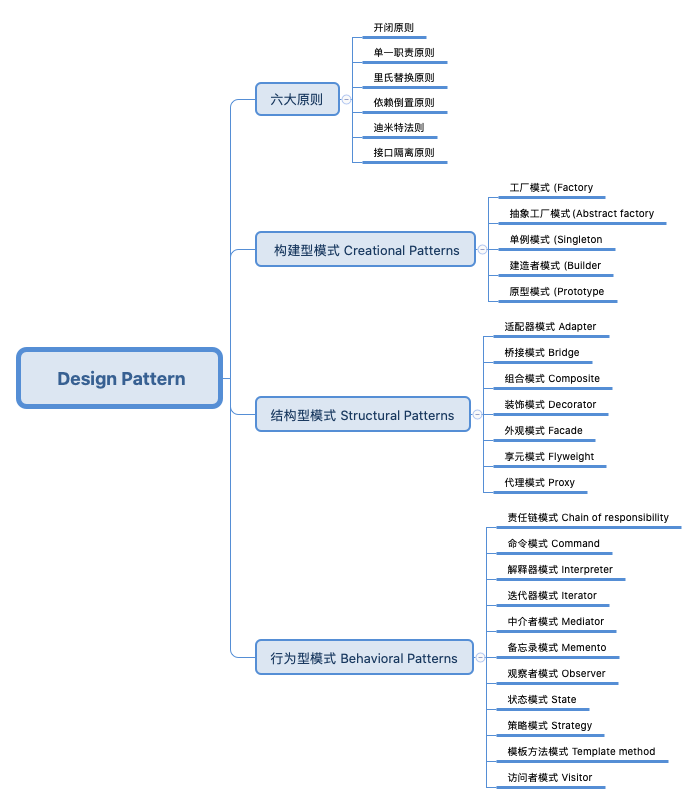 Design Pattern
六大原则
开闭原则
单一职责原则
里氏替换原则
依赖倒置原则
迪米特法则
接口隔离原则
构建型模式 Creational Patterns
工厂模式 (Factory
抽象工厂模式 (Abstract factory
单例模式 (Singleton
建造者模式 (Builder
原型模式 (Prototype
结构型模式 Structural Patterns
适配器模式 Adapter
桥接模式 Bridge
组合模式 Composite
装饰模式 Decorator
外观模式 Facade
享元模式 Flyweight
代理模式 Proxy
行为型模式 Behavioral Patterns
责任链模式 Chain of responsibility
命令模式 Command
解释器模式 Interpreter
迭代器模式 Iterator
中介者模式 Mediator
备忘录模式 Memento
观察者模式 Observer
状态模式 State
策略模式 Strategy
模板方法模式 Template method
访问者模式 Visitor